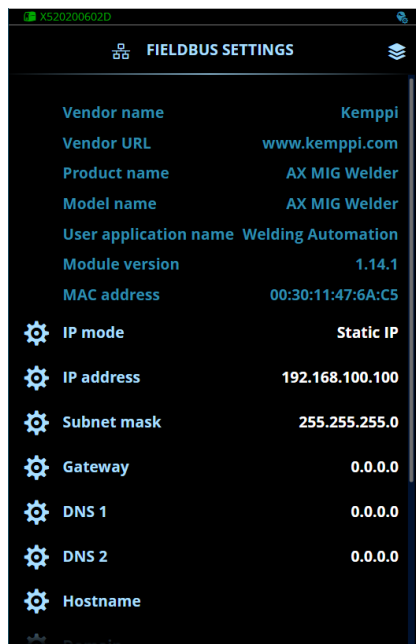 X520200602D
FIELDBUS SETTINGS
Vendor name Kemppi
Vendor URL www.kemppi.com
Product name AX MIG Welder
Model name AX MIG Welder
User application name Welding Automation
Module version 1.14.1
MAC address 00:30:11:47:6A:C5
IP mode Static IP
IP address 192.168.100.100
Subnet mask 255.255.255.0
Gateway 0.0.0.0
DNS 1 0.0.0.0
DNS 2 0.0.0.0
Hostname